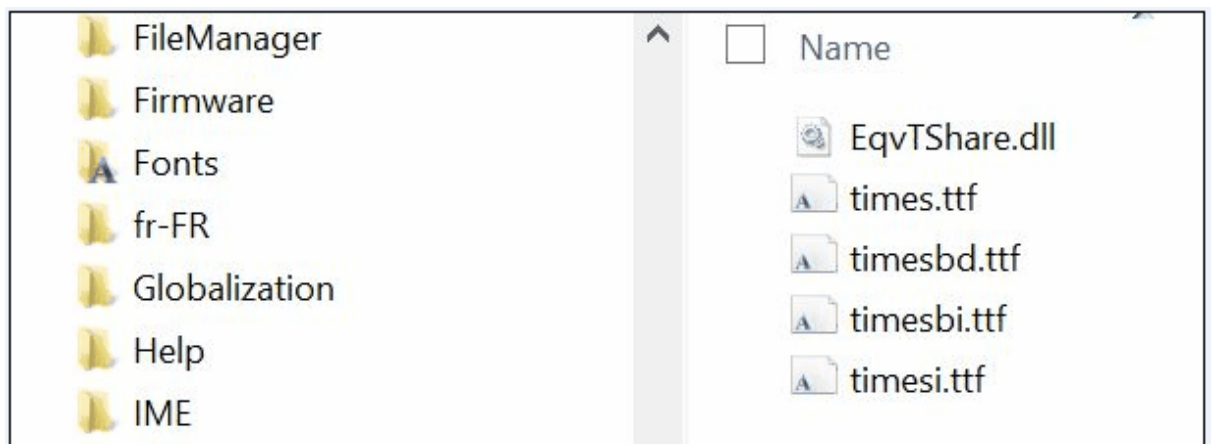 FileManager
Firmware
Fonts
fr-FR
Globalization
Help
IME
Name
EqvTShare.dll
times.ttf
timesbd.ttf
timesbi.ttf
timesi.ttf